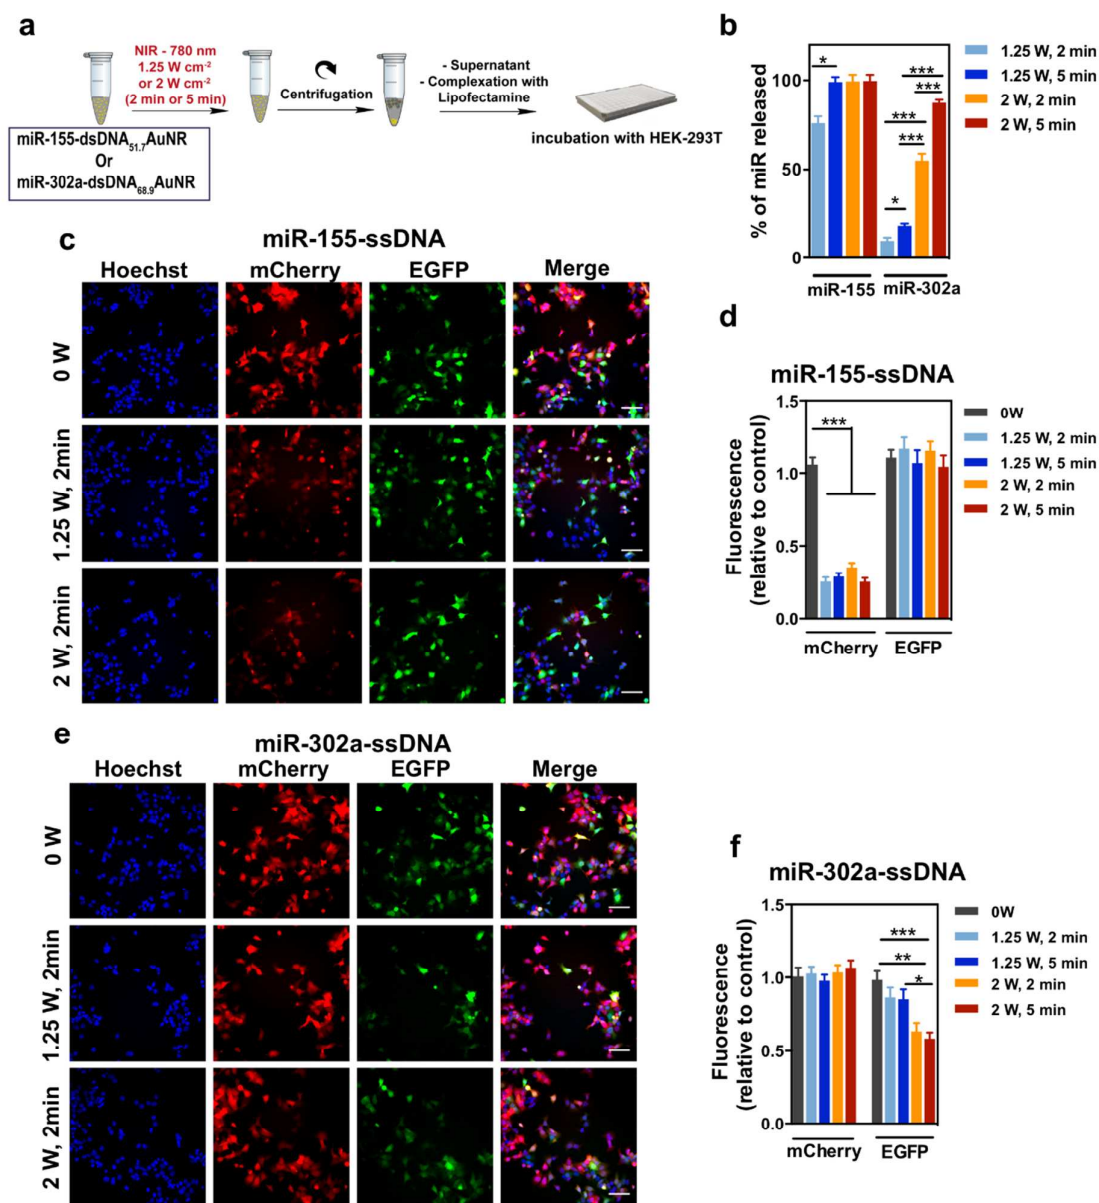 a
NIR - 780 nm
1.25 W cm⁻²
or 2 W cm⁻²
(2 min or 5 min)
Centrifugation
- Supernatant
- Complexation with
Lipofectamine
incubation with HEK-293T
miR-155-dsDNA₅₁.₇AuNR
Or
miR-302a-dsDNA₆₈.₉AuNR
b
% of miR released
100
50
0
*
***
***
***
***
*
miR-155
miR-302a
1.25 W, 2 min
1.25 W, 5 min
2 W, 2 min
2 W, 5 min
c
miR-155-ssDNA
Hoechst
mCherry
EGFP
Merge
0 W
1.25 W, 2min
2 W, 2min
d
miR-155-ssDNA
Fluorescence
(relative to control)
1.5
1.0
0.5
0.0
***
mCherry
EGFP
0W
1.25 W, 2 min
1.25 W, 5 min
2 W, 2 min
2 W, 5 min
e
miR-302a-ssDNA
Hoechst
mCherry
EGFP
Merge
0 W
1.25 W, 2min
2 W, 2min
f
miR-302a-ssDNA
Fluorescence
(relative to control)
1.5
1.0
0.5
0.0
***
**
*
mCherry
EGFP
0W
1.25 W, 2 min
1.25 W, 5 min
2 W, 2 min
2 W, 5 min